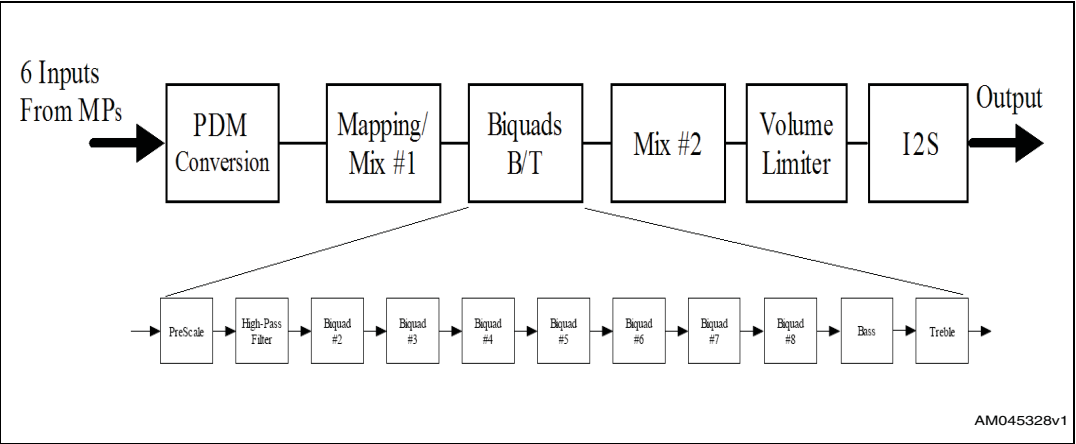 6 Inputs
From MPs
PDM
Conversion
Mapping/
Mix #1
Biquads
B/T
Mix #2
Volume
Limiter
I2S
Output
PreScale
High-Pass
Filter
Biquad
#2
Biquad
#3
Biquad
#4
Biquad
#5
Biquad
#6
Biquad
#7
Biquad
#8
Bass
Treble
AM045328v1